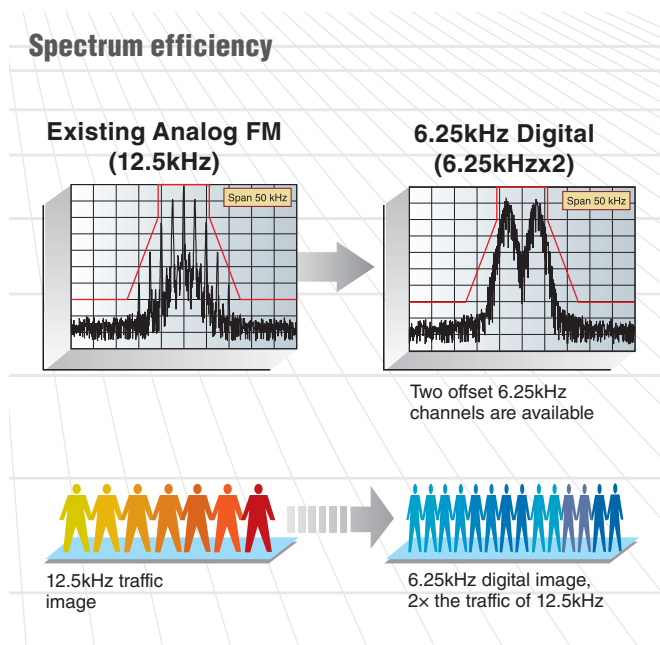 Spectrum efficiency
Existing Analog FM
(12.5kHz)
Span 50 kHz
6.25kHz Digital
(6.25kHzx2)
Span 50 kHz
Two offset 6.25kHz
channels are available
12.5kHz traffic
image
6.25kHz digital image,
2× the traffic of 12.5kHz